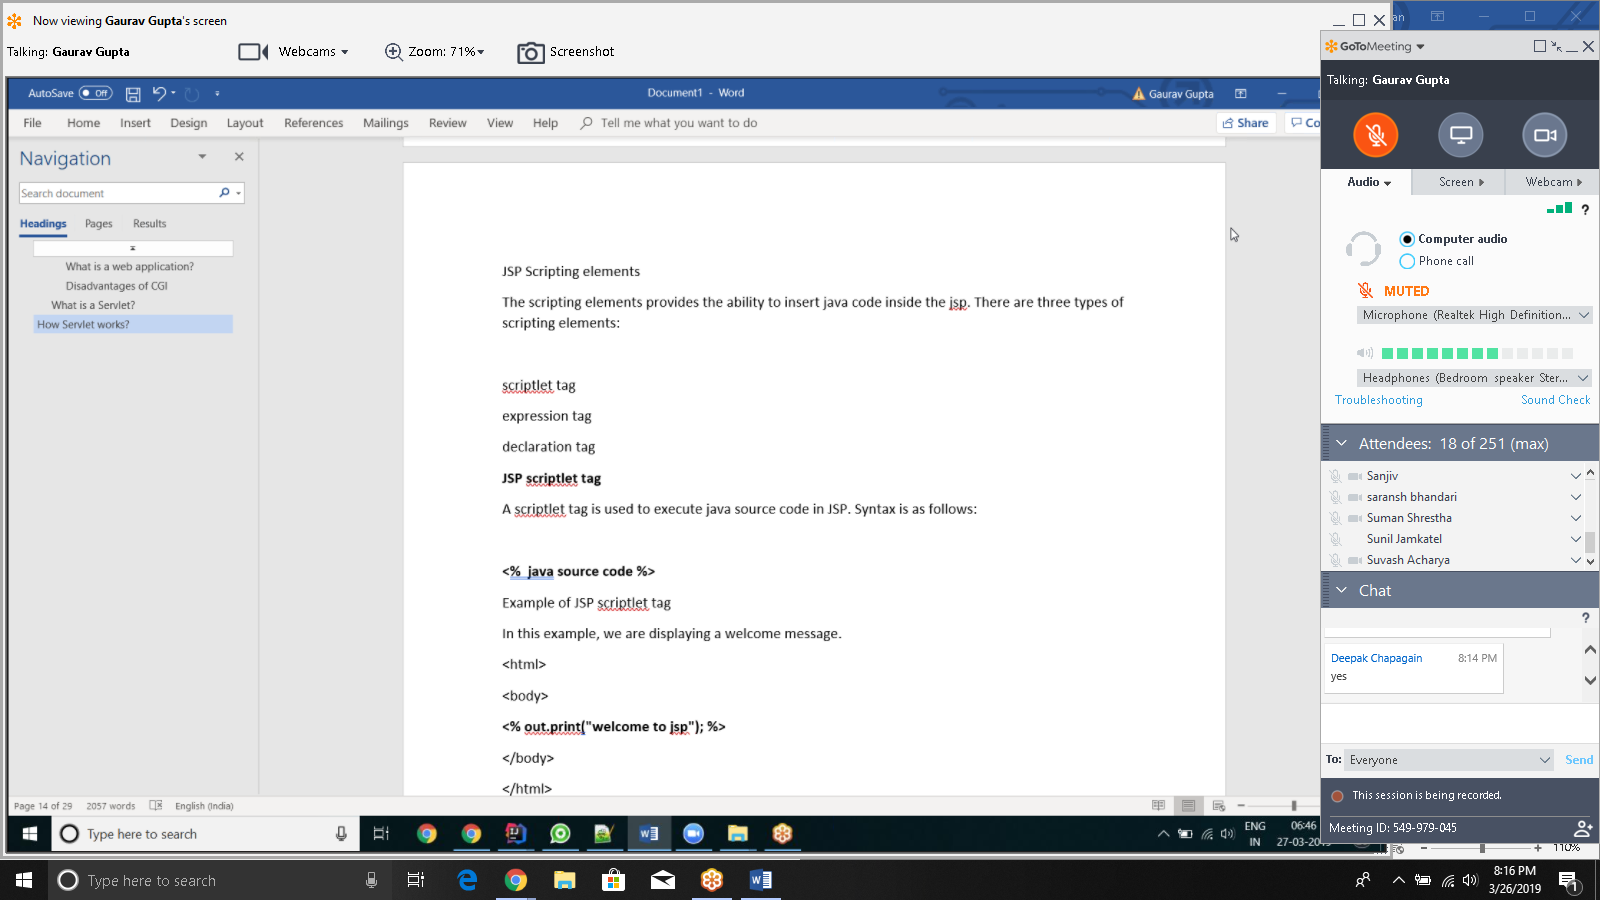 Now viewing Gaurav Gupta's screen
Talking: Gaurav Gupta
Webcams
Zoom: 71%
Screenshot
AutoSave Off
Document1 - Word
Gaurav Gupta
File Home Insert Design Layout References Mailings Review View Help Tell me what you want to do
Share
Co
Navigation
Search document
Headings Pages Results
What is a web application?
Disadvantages of CGI
What is a Servlet?
How Servlet works?
JSP Scripting elements
The scripting elements provides the ability to insert java code inside the jsp. There are three types of
scripting elements:
scriptlet tag
expression tag
declaration tag
JSP scriptlet tag
A scriptlet tag is used to execute java source code in JSP. Syntax is as follows:
<% java source code %>
Example of JSP scriptlet tag
In this example, we are displaying a welcome message.
<html>
<body>
<% out.print("welcome to jsp"); %>
</body>
</html>
Page 14 of 29 2057 words English (India)
Type here to search
ENG
IN
06:46
GoToMeeting
Talking: Gaurav Gupta
Audio Screen Webcam
?
Computer audio
Phone call
MUTED
Microphone (Realtek High Definition...
Headphones (Bedroom speaker Ster...
Troubleshooting Sound Check
Attendees: 18 of 251 (max)
Sanjiv
saransh bhandari
Suman Shrestha
Sunil Jamkatel
Suvash Acharya
Chat
?
Deepak Chapagain 8:14 PM
yes
To: Everyone Send
This session is being recorded.
Meeting ID: 549-979-045
110%
Type here to search
8:16 PM
3/26/2019
1